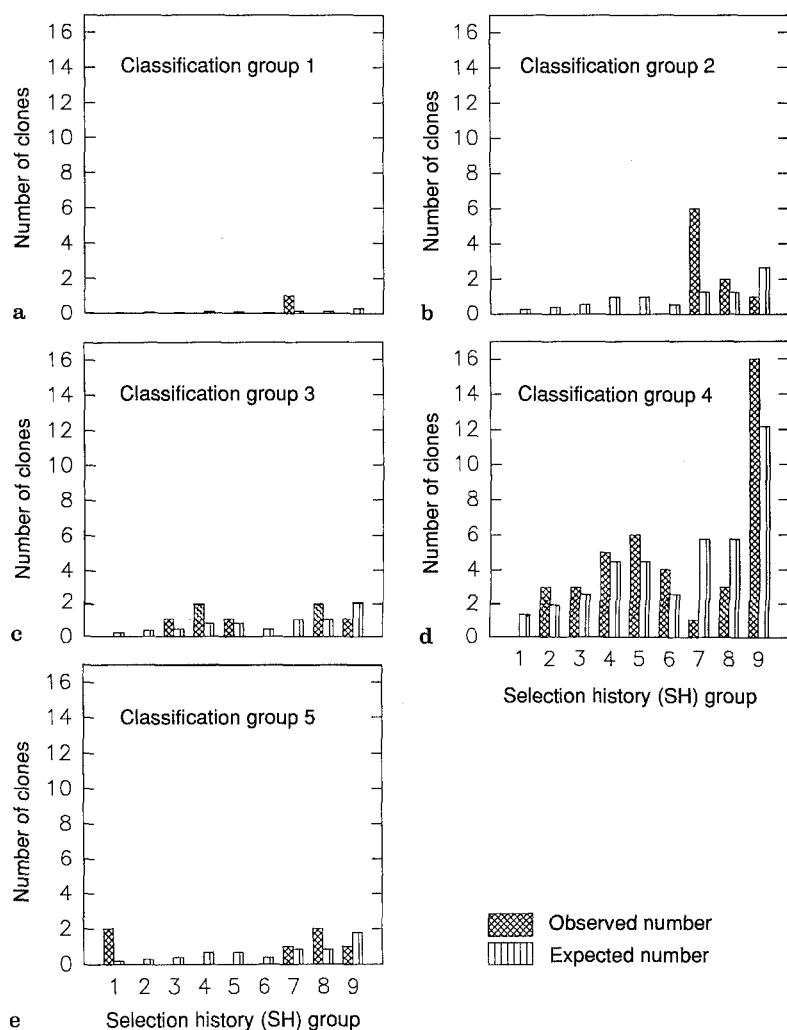 16
14
12
10
8
6
4
2
0
Number of clones
Classification group 1
a
16
14
12
10
8
6
4
2
0
Number of clones
Classification group 2
b
16
14
12
10
8
6
4
2
0
Number of clones
Classification group 3
c
16
14
12
10
8
6
4
2
0
Number of clones
Classification group 4
d
1 2 3 4 5 6 7 8 9
Selection history (SH) group
16
14
12
10
8
6
4
2
0
Number of clones
Classification group 5
1 2 3 4 5 6 7 8 9
e
Selection history (SH) group
Observed number
Expected number